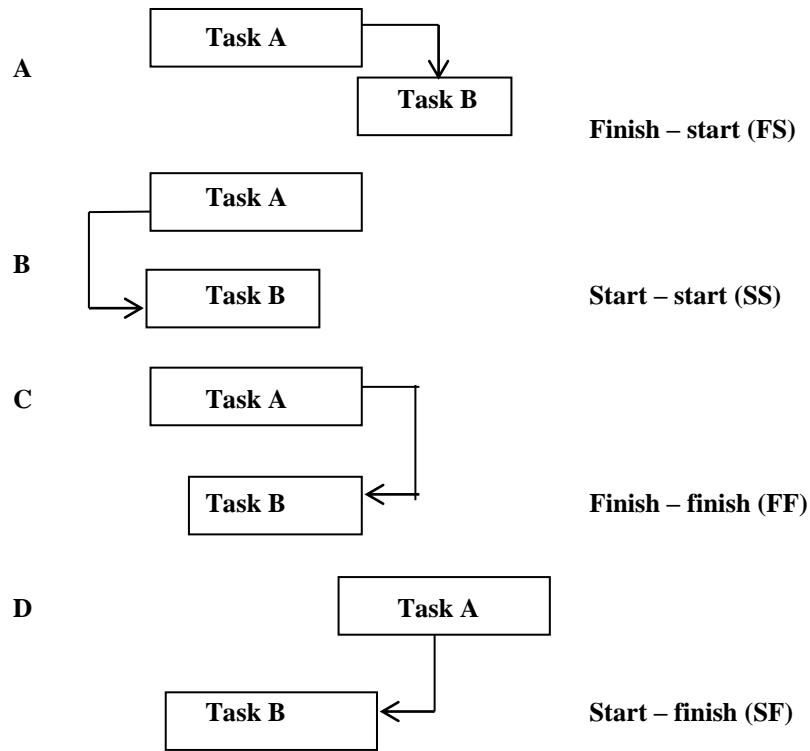 Task A
A
Task B
Finish – start (FS)
Task A
B
Task B
Start – start (SS)
Task A
C
Task B
Finish – finish (FF)
D
Task A
Task B
Start – finish (SF)